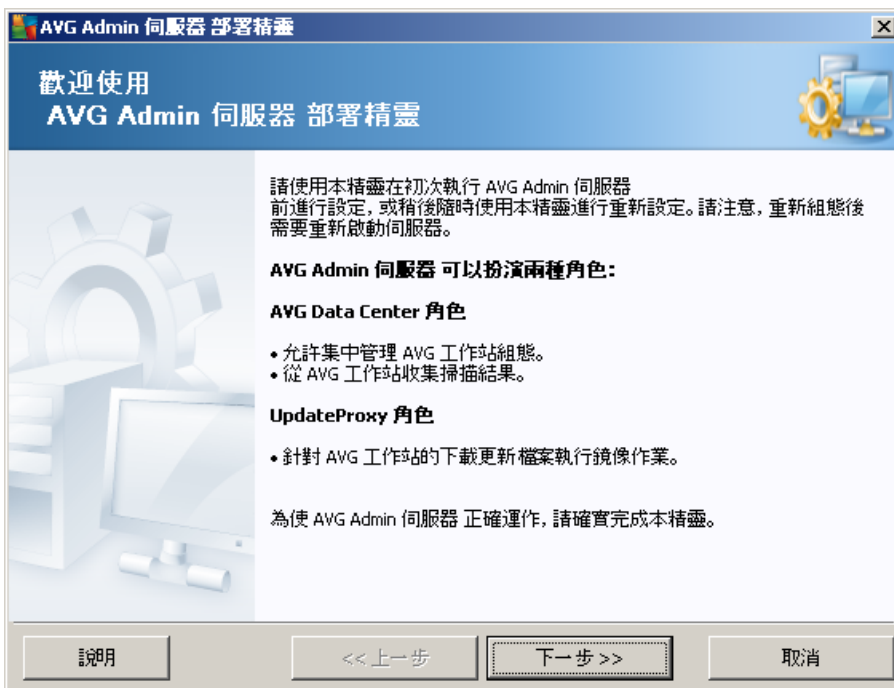 AVG Admin 伺服器 部署精靈
歡迎使用
AVG Admin 伺服器 部署精靈
請使用本精靈在初次執行 AVG Admin 伺服器
前進行設定, 或稍後隨時使用本精靈進行重新設定。請注意, 重新組態後
需要重新啟動伺服器。
AVG Admin 伺服器 可以扮演兩種角色:
AVG Data Center 角色
• 允許集中管理 AVG 工作站組態。
• 從 AVG 工作站收集掃描結果。
UpdateProxy 角色
• 針對 AVG 工作站的下載更新檔案執行鏡像作業。
為使 AVG Admin 伺服器 正確運作, 請確實完成本精靈。
說明
<< 上一步
下一步 >>
取消